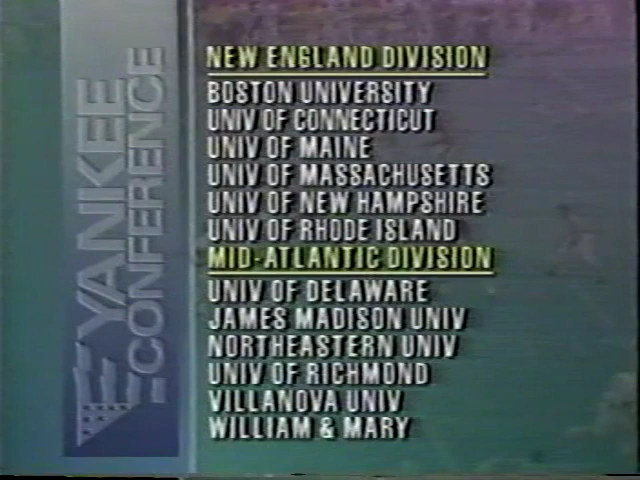 YANKEE
CONFERENCE
NEW ENGLAND DIVISION
BOSTON UNIVERSITY
UNIV OF CONNECTICUT
UNIV OF MAINE
UNIV OF MASSACHUSETTS
UNIV OF NEW HAMPSHIRE
UNIV OF RHODE ISLAND
MID-ATLANTIC DIVISION
UNIV OF DELAWARE
JAMES MADISON UNIV
NORTHEASTERN UNIV
UNIV OF RICHMOND
VILLANOVA UNIV
WILLIAM & MARY